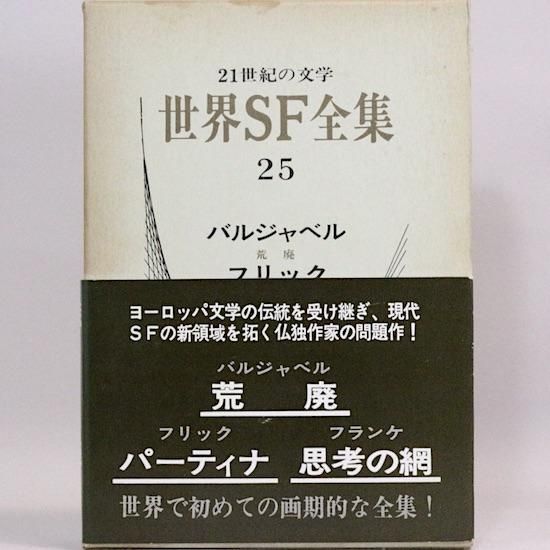 21世紀の文学
世界SF全集
25
バルジャベル
荒廃
フリック
ヨーロッパ文学の伝統を受け継ぎ、現代
SFの新領域を拓く仏独作家の問題作！
バルジャベル
荒 廃
フリック フランケ
パーティナ 思考の網
世界で初めての画期的な全集！